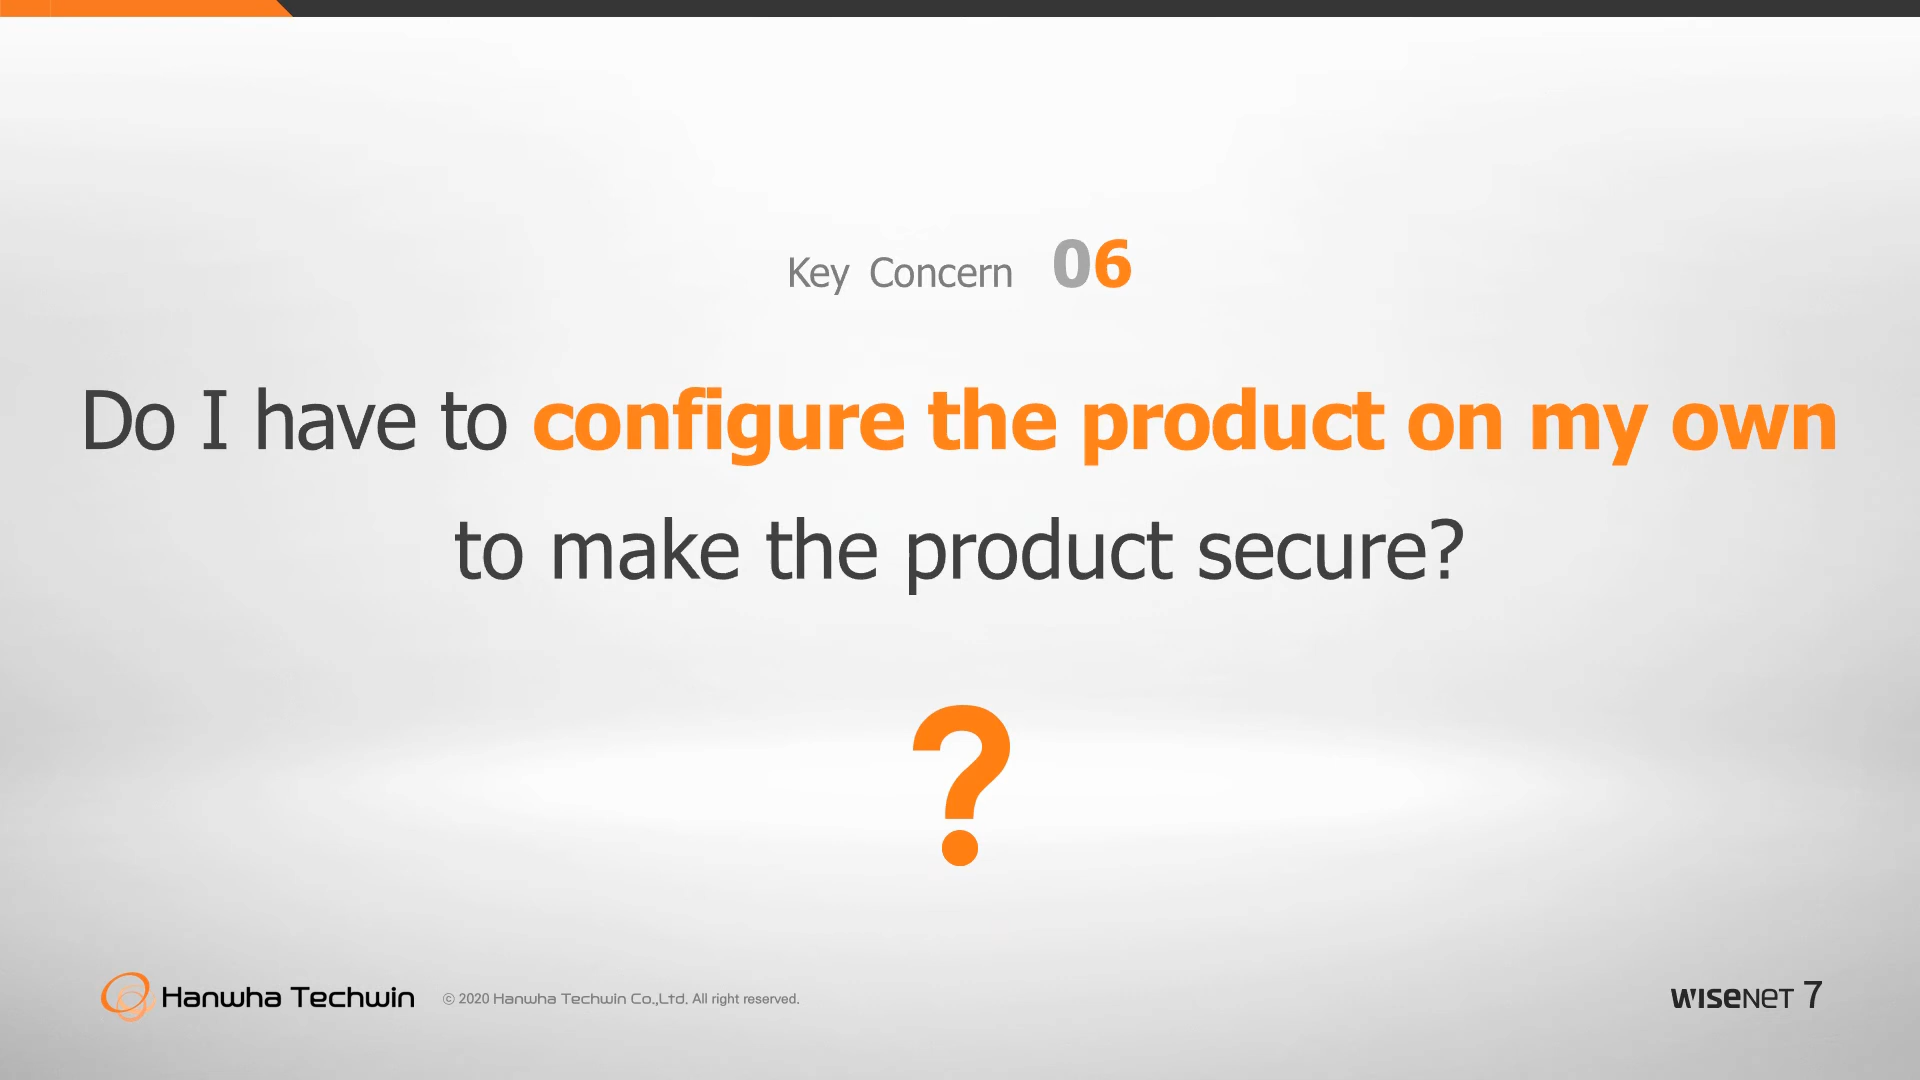 Key Concern 06
Do I have to configure the product on my own
to make the product secure?
?
Hanwha Techwin © 2020 Hanwha Techwin Co.,Ltd. All right reserved. WISENET 7